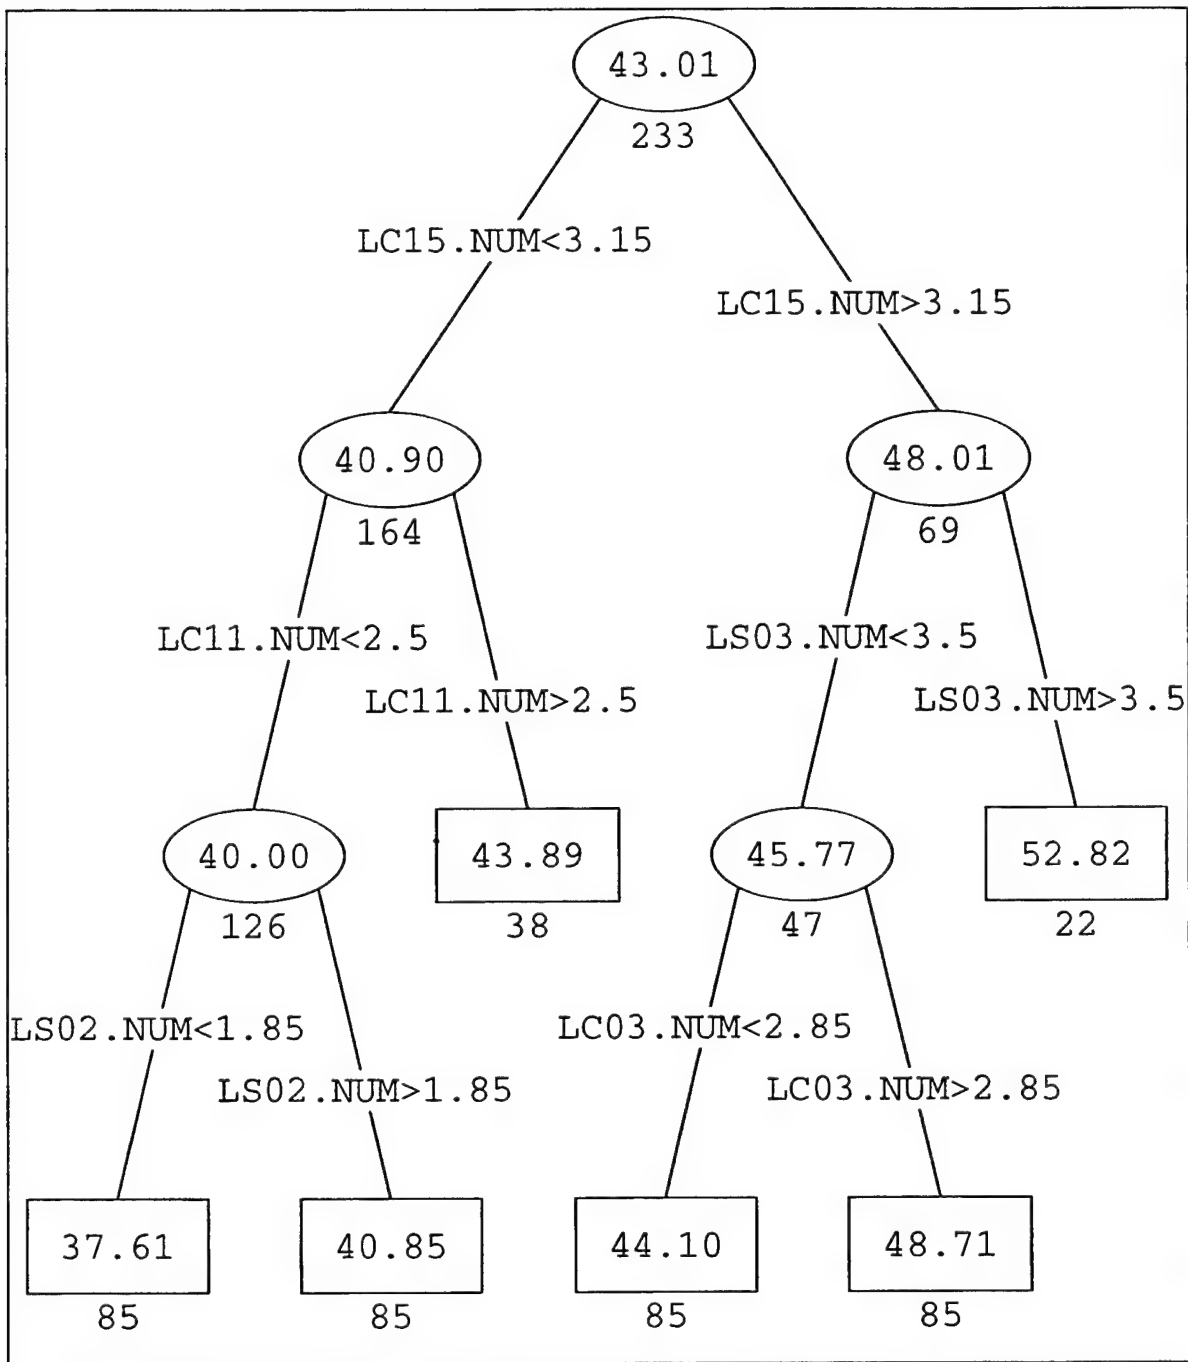 43.01
233
LC15.NUM<3.15
LC15.NUM>3.15
40.90
48.01
164
69
LC11.NUM<2.5
LS03.NUM<3.5
LC11.NUM>2.5
LS03.NUM>3.5
40.00
43.89
45.77
52.82
126
38
47
22
LS02.NUM<1.85
LC03.NUM<2.85
LS02.NUM>1.85
LC03.NUM>2.85
37.61
40.85
44.10
48.71
85
85
85
85